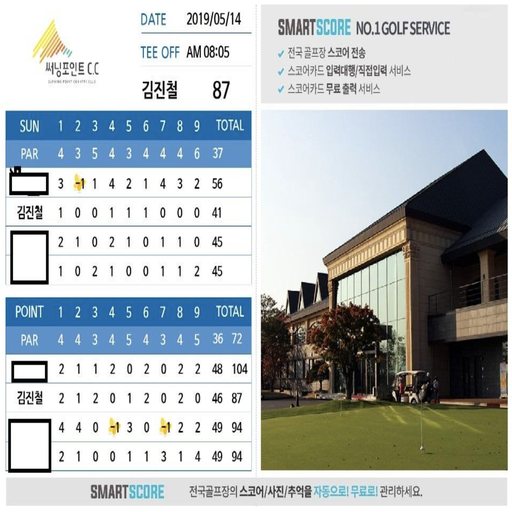 써닝포인트 C.C
SUNNING POINT COUNTRY CLUB
DATE 2019/05/14
TEE OFF AM 08:05
김진철 87
SUN 1 2 3 4 5 6 7 8 9 TOTAL
PAR 4 3 5 4 3 4 4 4 6 37
3 -1 1 4 2 1 4 3 2 56
김진철 1 0 0 1 1 1 0 0 0 41
2 1 0 2 1 0 1 1 0 45
1 0 2 1 0 0 1 1 2 45
POINT 1 2 3 4 5 6 7 8 9 TOTAL
PAR 4 4 3 4 5 4 3 4 5 36 72
2 1 1 2 0 2 0 2 2 48 104
김진철 2 1 2 0 1 2 0 2 0 46 87
4 4 0 -1 3 0 -1 2 2 49 94
2 1 0 0 1 1 3 1 4 49 94
SMARTSCORE NO.1 GOLF SERVICE
✓ 전국 골프장 스코어 전송
✓ 스코어카드 입력대행/직접입력 서비스
✓ 스코어카드 무료 출력 서비스
SMARTSCORE 전국골프장의 스코어/사진/추억을 자동으로! 무료로! 관리하세요.